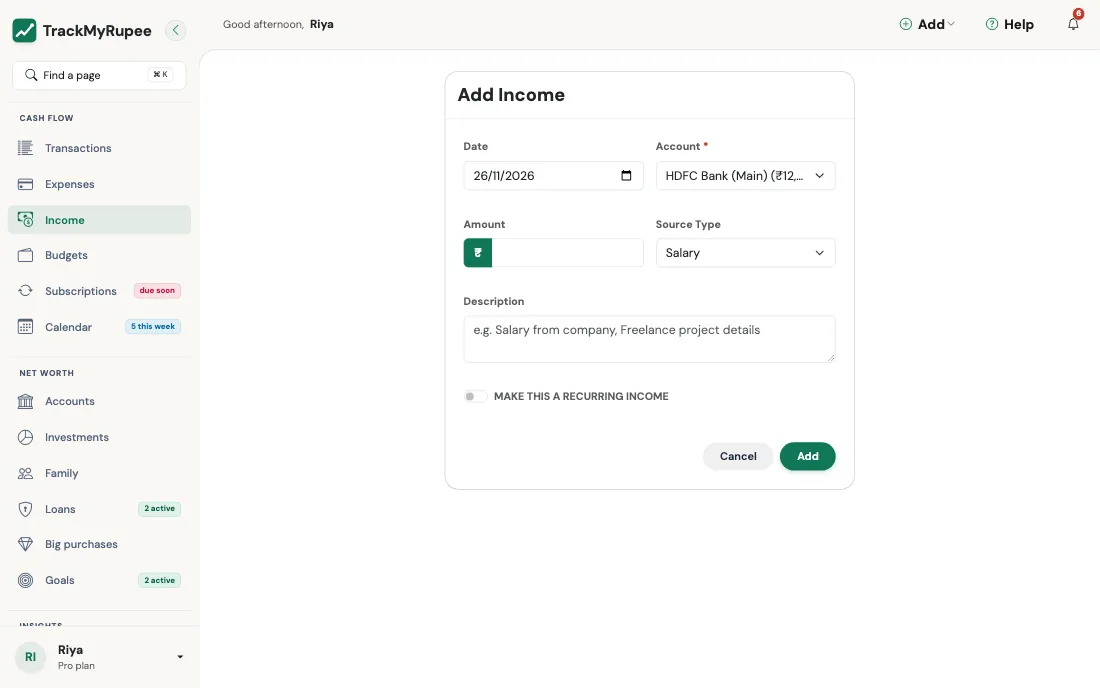 TrackMyRupee
Find a page
⌘ K
CASH FLOW
Transactions
Expenses
Income
Budgets
Subscriptions due soon
Calendar 5 this week
NET WORTH
Accounts
Investments
Family
Loans 2 active
Big purchases
Goals 2 active
INSIGHTS
RI
Riya
Pro plan
Good afternoon, Riya
Add
Help
6
Add Income
Date
26/11/2026
Account *
HDFC Bank (Main) (₹12,...
Amount
₹
Source Type
Salary
Description
e.g. Salary from company, Freelance project details
MAKE THIS A RECURRING INCOME
Cancel
Add